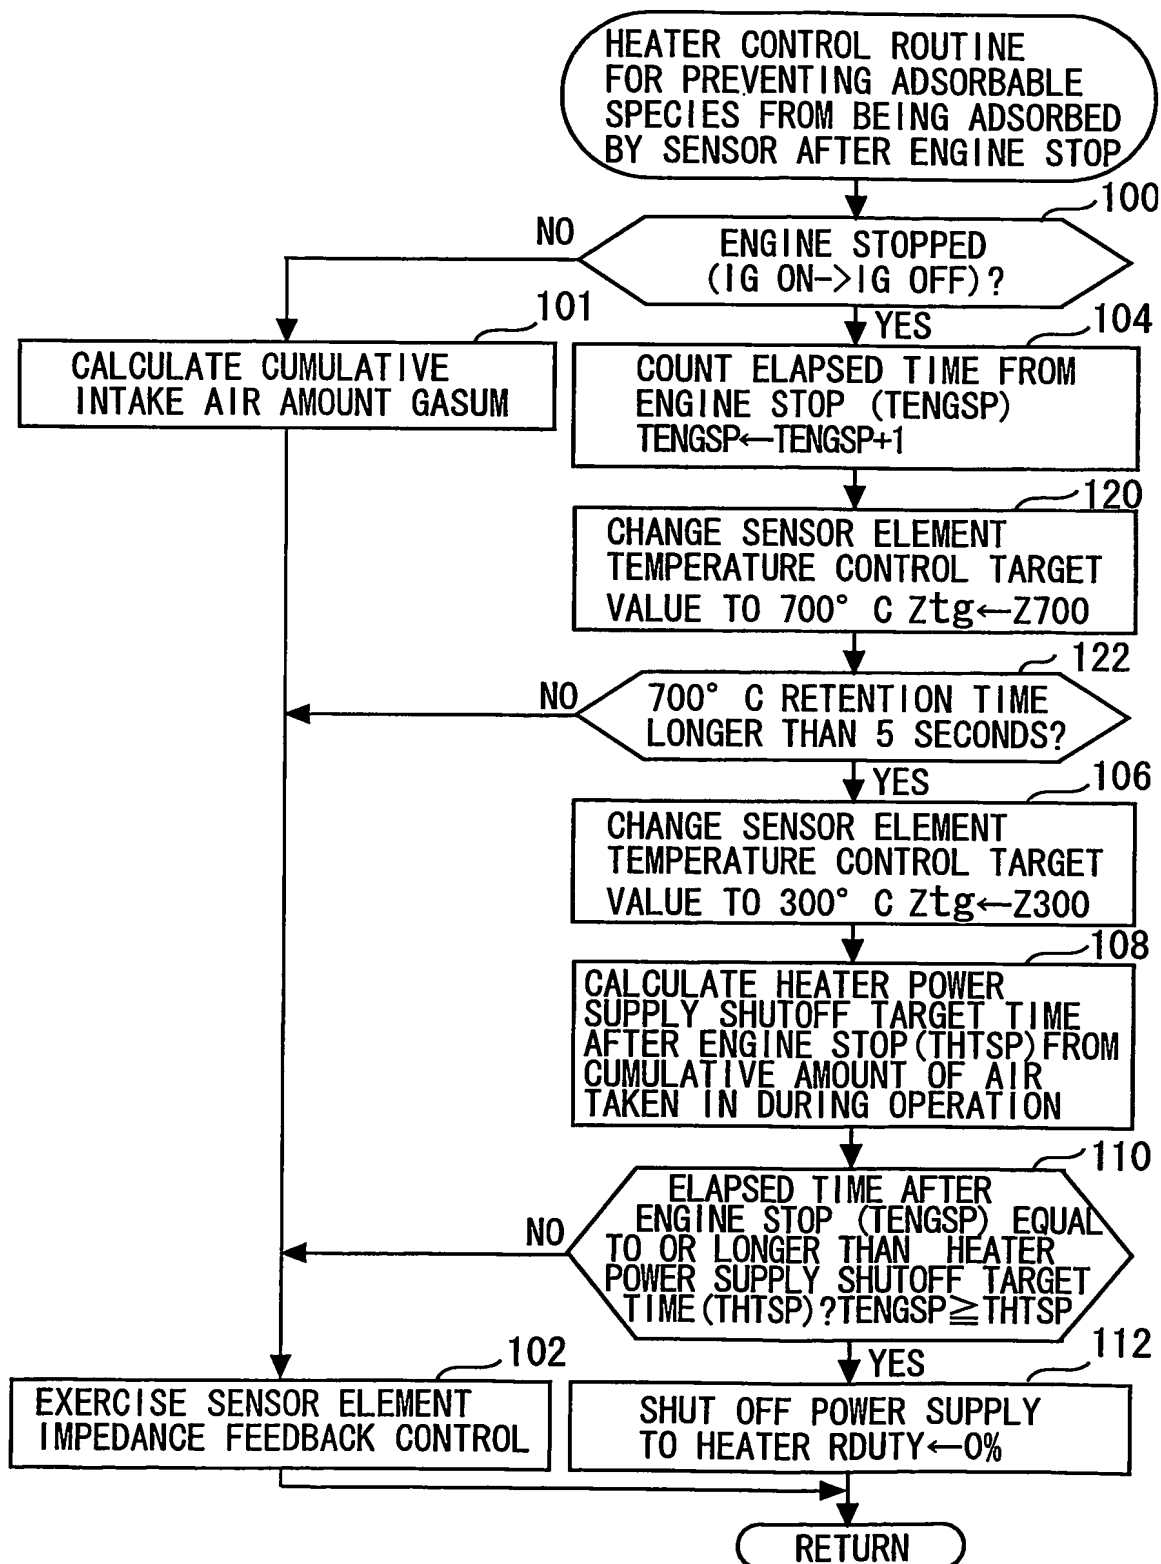 HEATER CONTROL ROUTINE
FOR PREVENTING ADSORBABLE
SPECIES FROM BEING ADSORBED
BY SENSOR AFTER ENGINE STOP
100
NO
ENGINE STOPPED
(IG ON->IG OFF)?
101
YES
104
CALCULATE CUMULATIVE
INTAKE AIR AMOUNT GASUM
COUNT ELAPSED TIME FROM
ENGINE STOP (TENGSP)
TENGSP←TENGSP+1
120
CHANGE SENSOR ELEMENT
TEMPERATURE CONTROL TARGET
VALUE TO 700° C Ztg←Z700
122
NO
700° C RETENTION TIME
LONGER THAN 5 SECONDS?
YES
106
CHANGE SENSOR ELEMENT
TEMPERATURE CONTROL TARGET
VALUE TO 300° C Ztg←Z300
108
CALCULATE HEATER POWER
SUPPLY SHUTOFF TARGET TIME
AFTER ENGINE STOP(THTSP)FROM
CUMULATIVE AMOUNT OF AIR
TAKEN IN DURING OPERATION
110
NO
ELAPSED TIME AFTER
ENGINE STOP (TENGSP) EQUAL
TO OR LONGER THAN HEATER
POWER SUPPLY SHUTOFF TARGET
TIME(THTSP)?TENGSP≧THTSP
102
YES
112
EXERCISE SENSOR ELEMENT
IMPEDANCE FEEDBACK CONTROL
SHUT OFF POWER SUPPLY
TO HEATER RDUTY←0%
RETURN